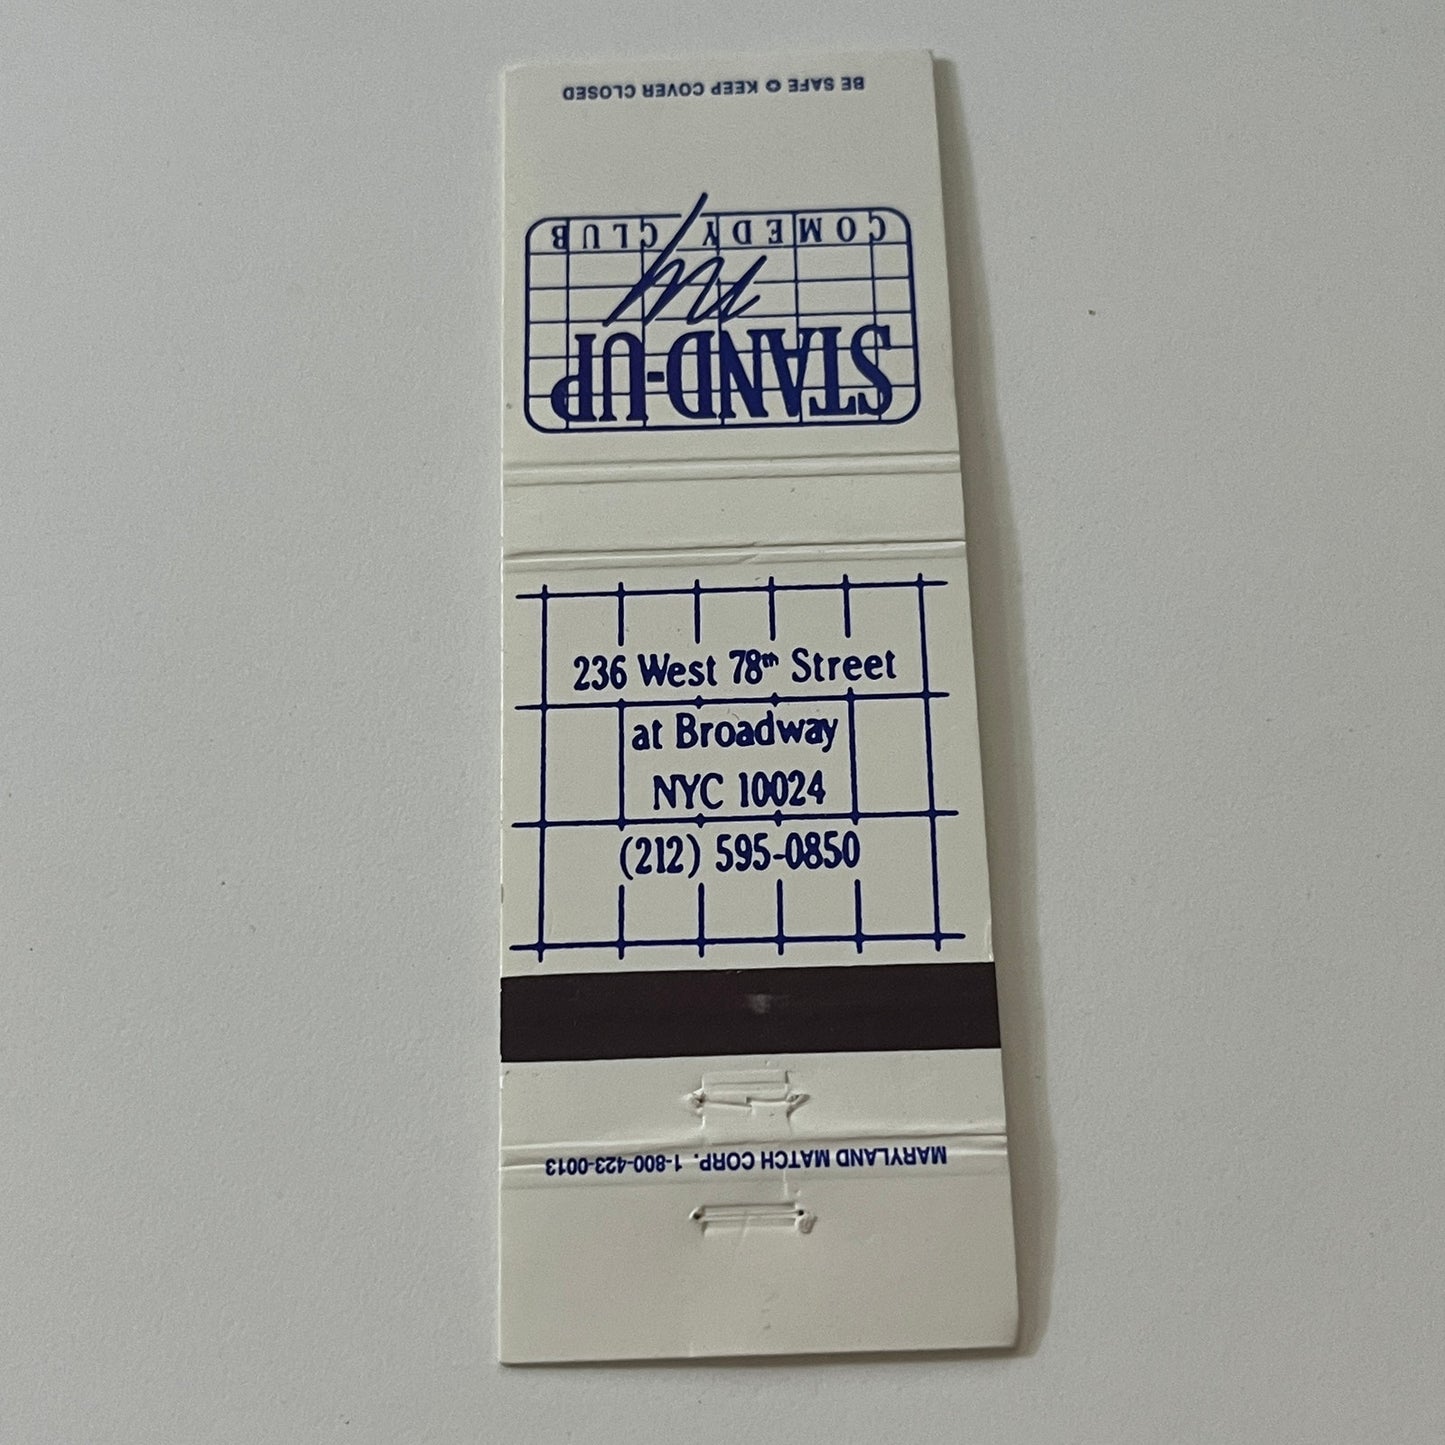 BE SAFE ✪ KEEP COVER CLOSED
STAND-UP
NY
COMEDY CLUB
236 West 78th Street
at Broadway
NYC 10024
(212) 595-0850
MARYLAND MATCH CORP. 1-800-423-0013